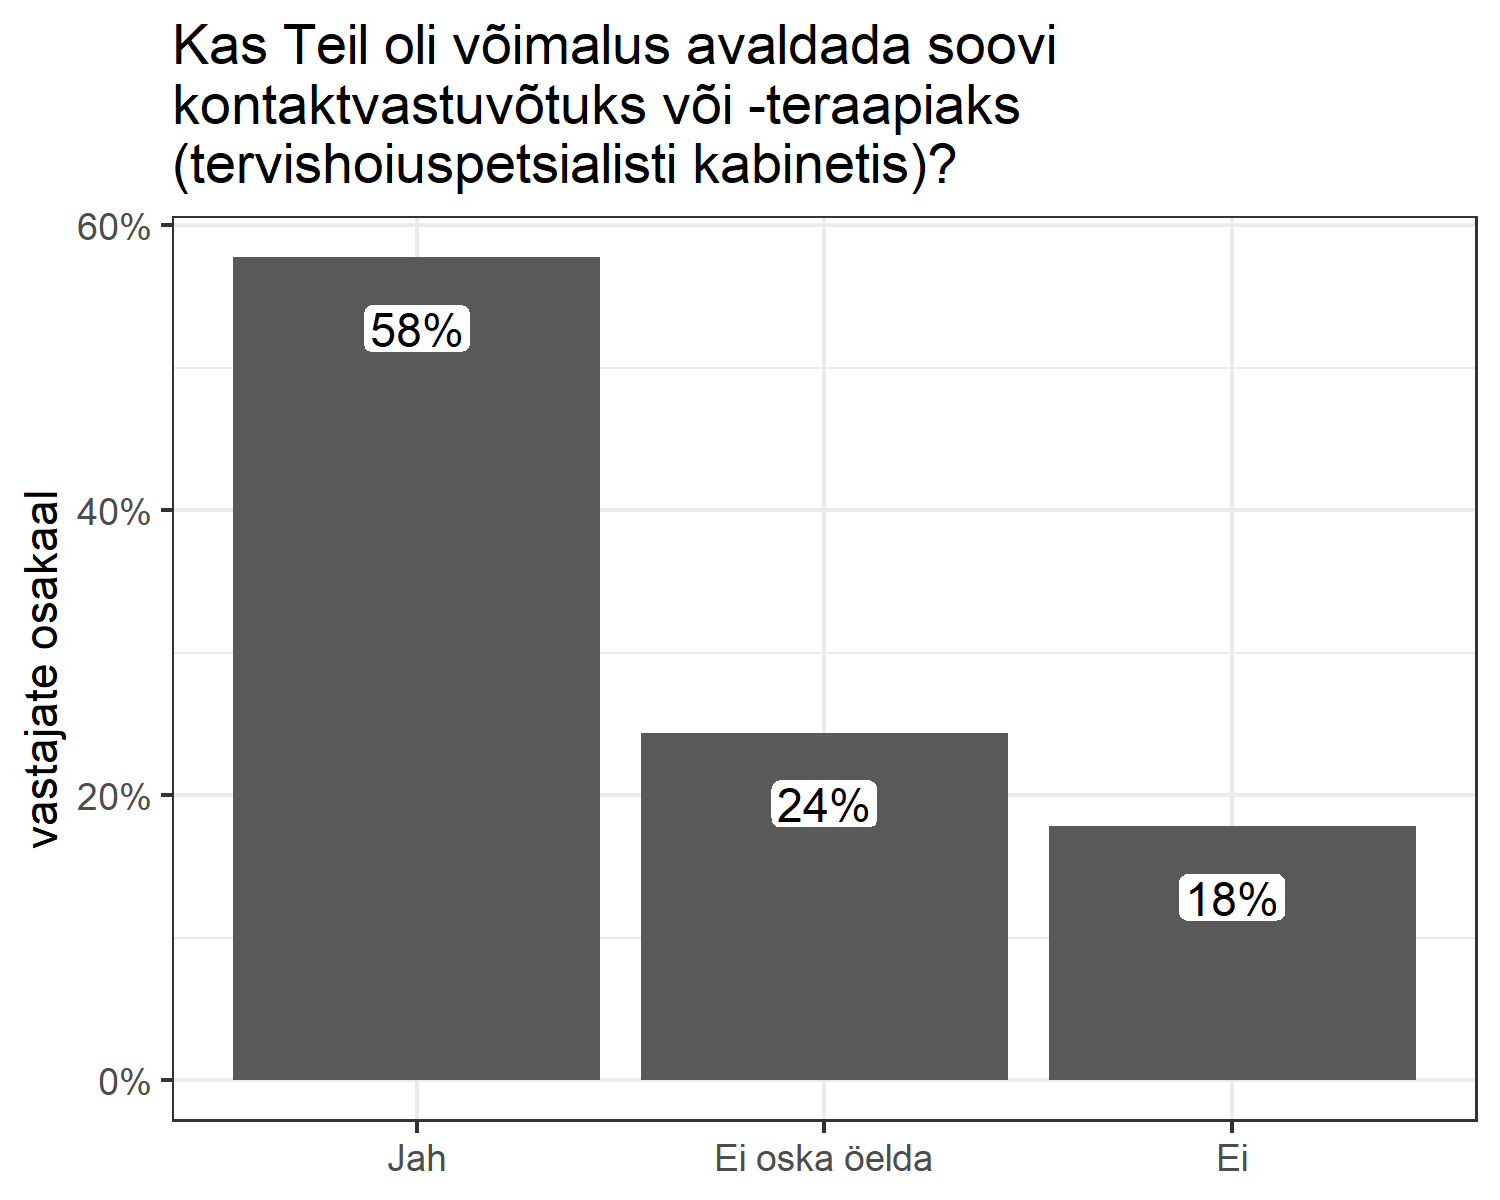 Kas Teil oli võimalus avaldada soovi
kontaktvastuvõtuks või -teraapiaks
(tervishoiuspetsialisti kabinetis)?
60%
40%
20%
0%
vastajate osakaal
58%
24%
18%
Jah
Ei oska öelda
Ei